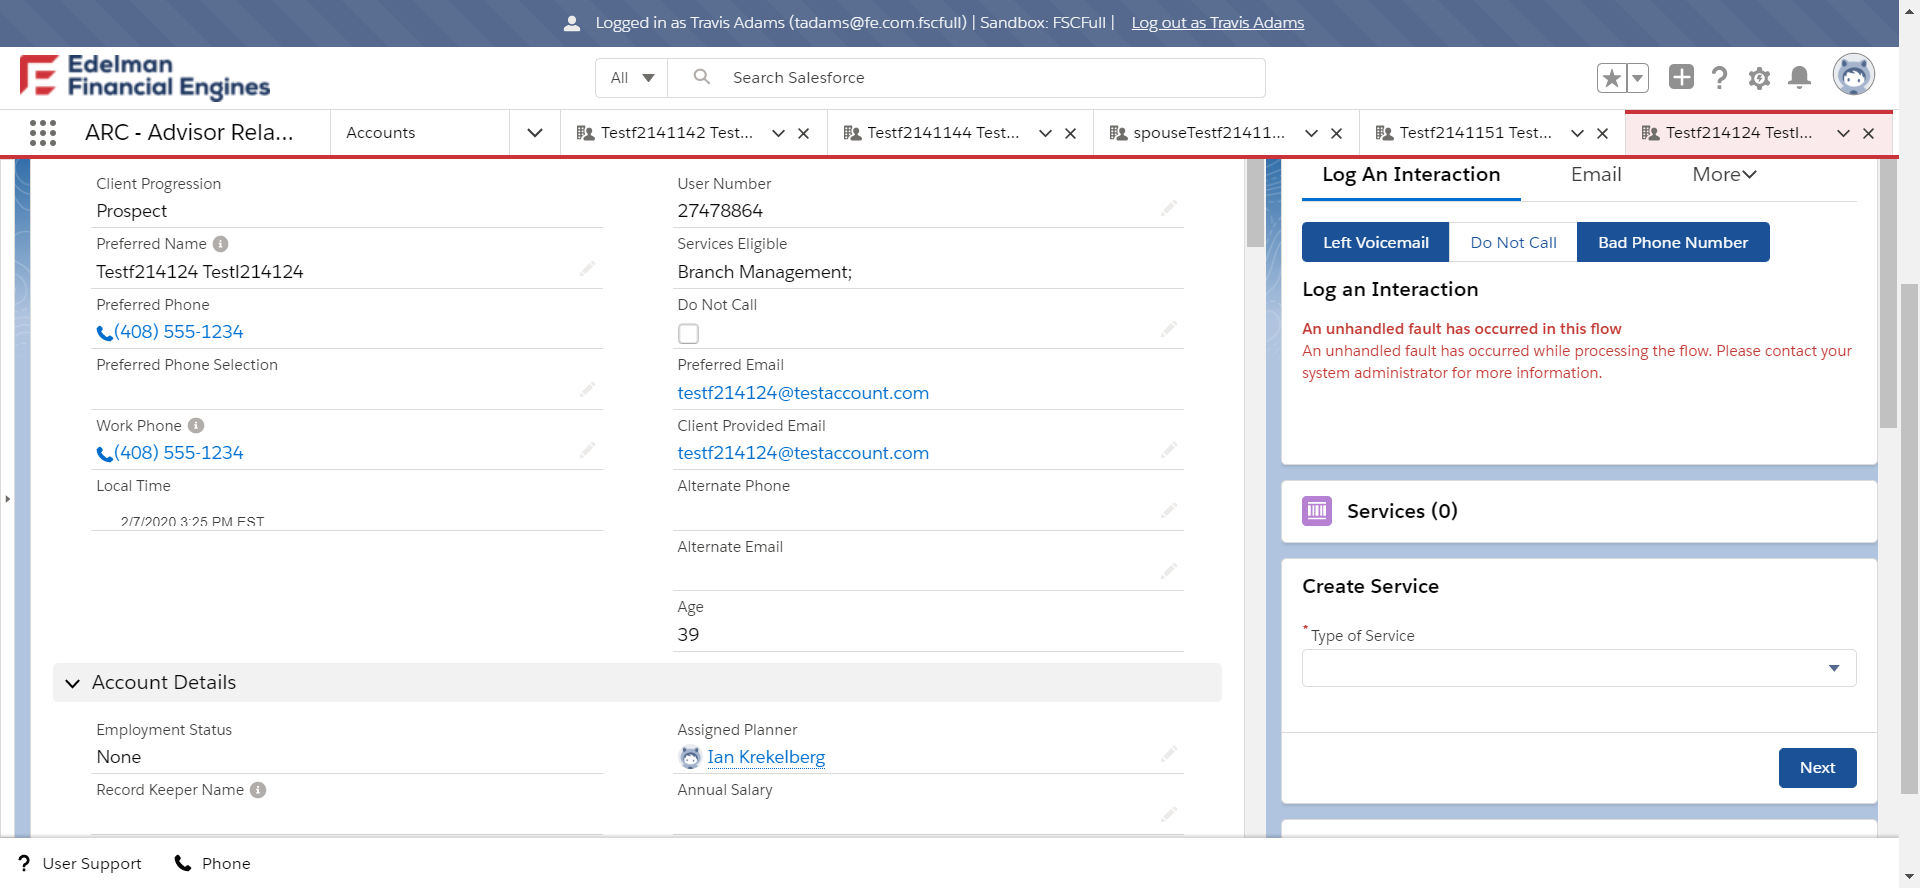 Logged in as Travis Adams (tadams@fe.com.fscfull) | Sandbox: FSCFull | Log out as Travis Adams
Edelman
Financial Engines
All
Search Salesforce
ARC - Advisor Rela...
Accounts
Testf2141142 Test...
Testf2141144 Test...
spouseTestf21411...
Testf2141151 Test...
Testf214124 Testl...
Client Progression
Prospect
Preferred Name
Testf214124 Testl214124
Preferred Phone
(408) 555-1234
Preferred Phone Selection
Work Phone
(408) 555-1234
Local Time
2/7/2020 3:25 PM EST
User Number
27478864
Services Eligible
Branch Management;
Do Not Call
Preferred Email
testf214124@testaccount.com
Client Provided Email
testf214124@testaccount.com
Alternate Phone
Alternate Email
Age
39
Account Details
Employment Status
None
Record Keeper Name
Assigned Planner
Ian Krekelberg
Annual Salary
Log An Interaction
Email
More
Left Voicemail
Do Not Call
Bad Phone Number
Log an Interaction
An unhandled fault has occurred in this flow
An unhandled fault has occurred while processing the flow. Please contact your
system administrator for more information.
Services (0)
Create Service
* Type of Service
Next
? User Support
Phone